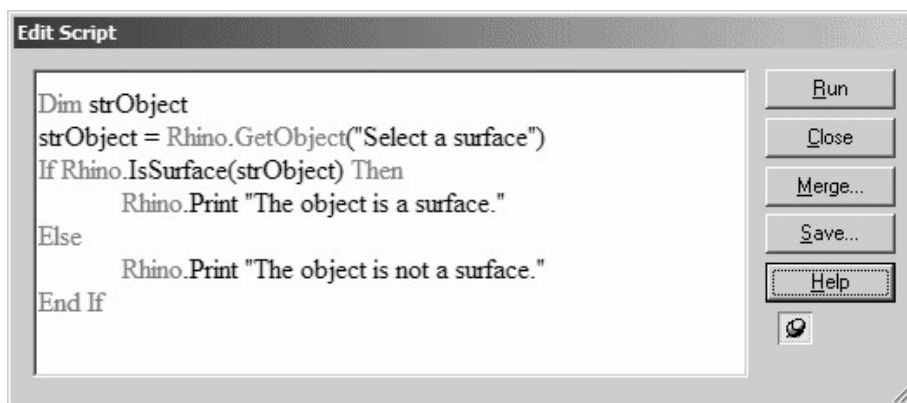 Edit Script
Dim strObject
strObject = Rhino.GetObject("Select a surface")
If Rhino.IsSurface(strObject) Then
Rhino.Print "The object is a surface."
Else
Rhino.Print "The object is not a surface."
End If
Run
Close
Merge...
Save...
Help